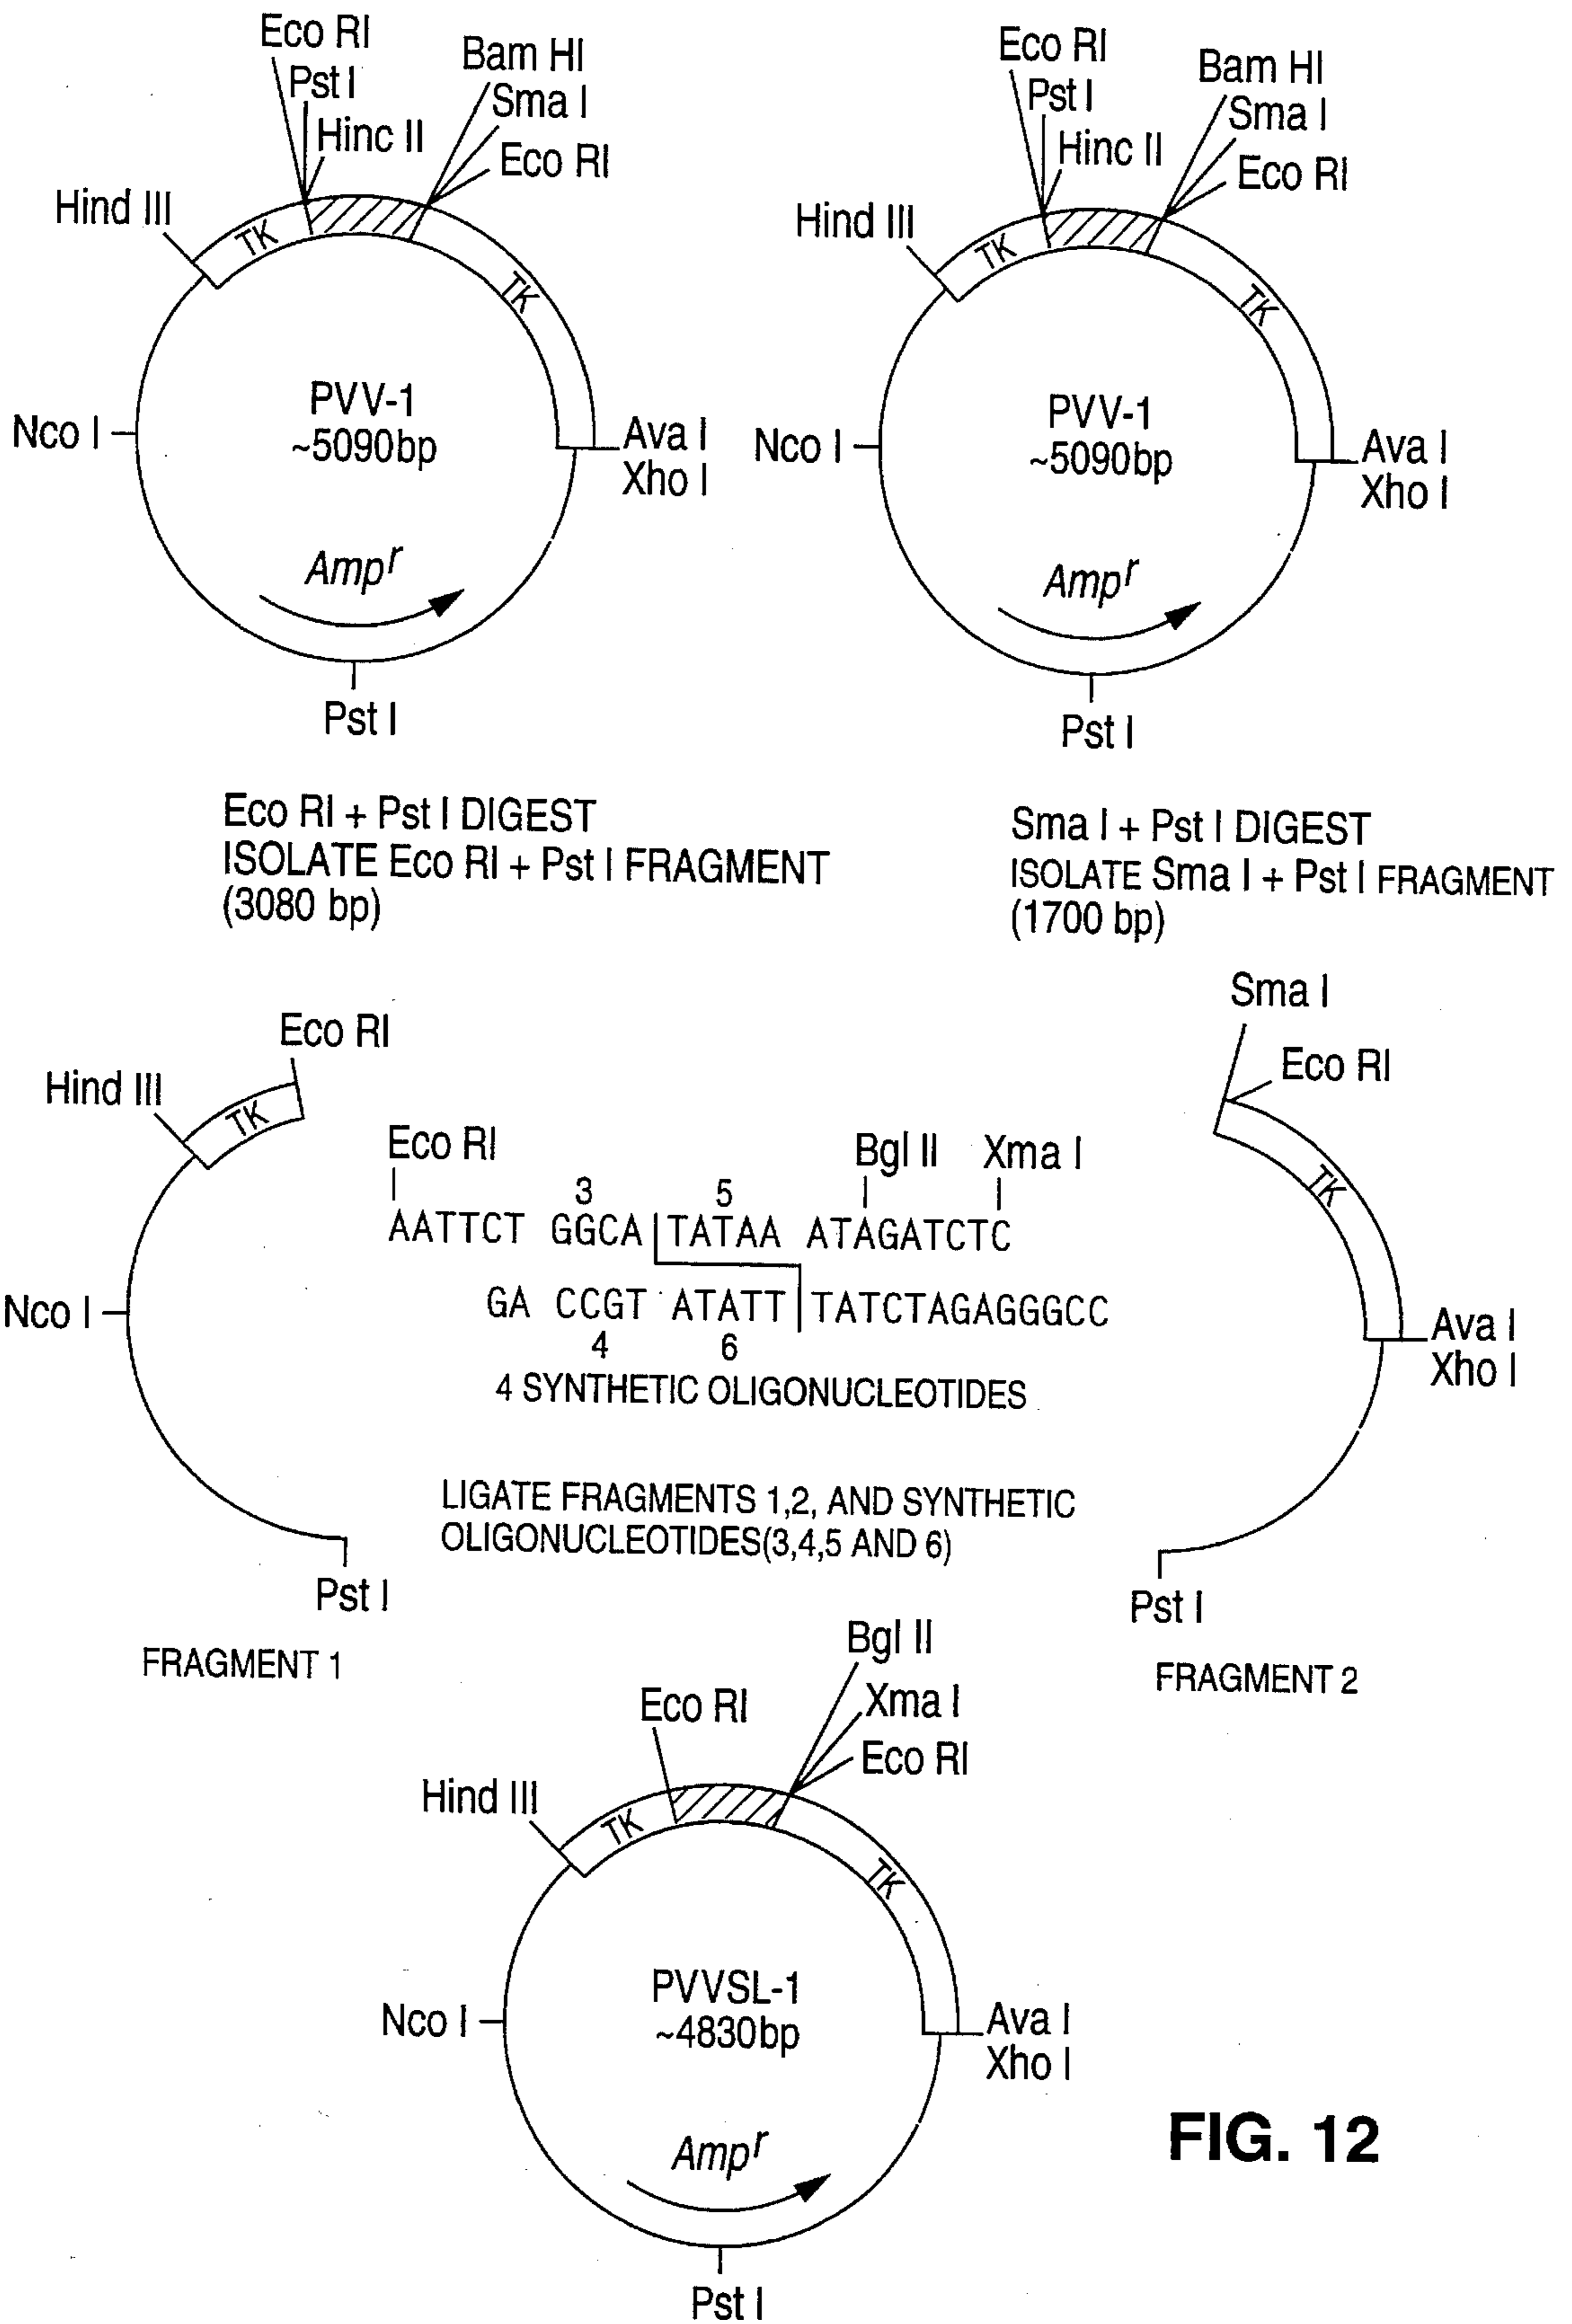 Eco RI
Pst I
Hinc II
Bam HI
Sma I
Eco RI
Hind III
TK
TK
Nco I
PVV-1
~5090bp
Ava I
Xho I
Amp^r
Pst I
Eco RI
Pst I
Hinc II
Bam HI
Sma I
Eco RI
Hind III
TK
TK
Nco I
PVV-1
~5090bp
Ava I
Xho I
Amp^r
Pst I
Eco RI + Pst I DIGEST
ISOLATE Eco RI + Pst I FRAGMENT
(3080 bp)
Sma I + Pst I DIGEST
ISOLATE Sma I + Pst I FRAGMENT
(1700 bp)
Eco RI
Hind III
TK
Nco I
Pst I
FRAGMENT 1
Eco RI
Bgl II
Xma I
3
5
AATTCT GGCA TATAA ATAGATCTC
GA CCGT ATATT TATCTAGAGGGCC
4
6
4 SYNTHETIC OLIGONUCLEOTIDES
LIGATE FRAGMENTS 1,2, AND SYNTHETIC
OLIGONUCLEOTIDES(3,4,5 AND 6)
Sma I
Eco RI
TK
Ava I
Xho I
Pst I
FRAGMENT 2
Eco RI
Bgl II
Xma I
Eco RI
Hind III
TK
TK
Nco I
PVVSL-1
~4830bp
Ava I
Xho I
Amp^r
Pst I
FIG. 12